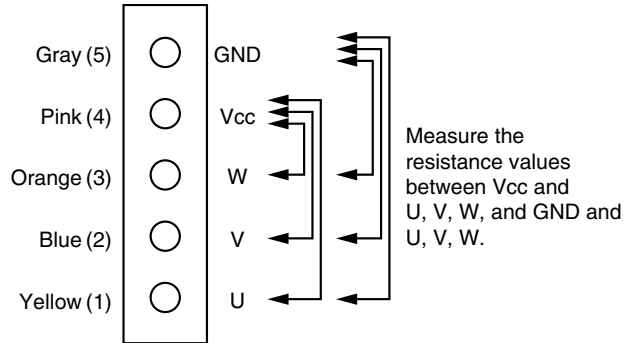 Gray (5) GND
Pink (4) Vcc
Orange (3) W
Blue (2) V
Yellow (1) U
Measure the
resistance values
between Vcc and
U, V, W, and GND and
U, V, W.